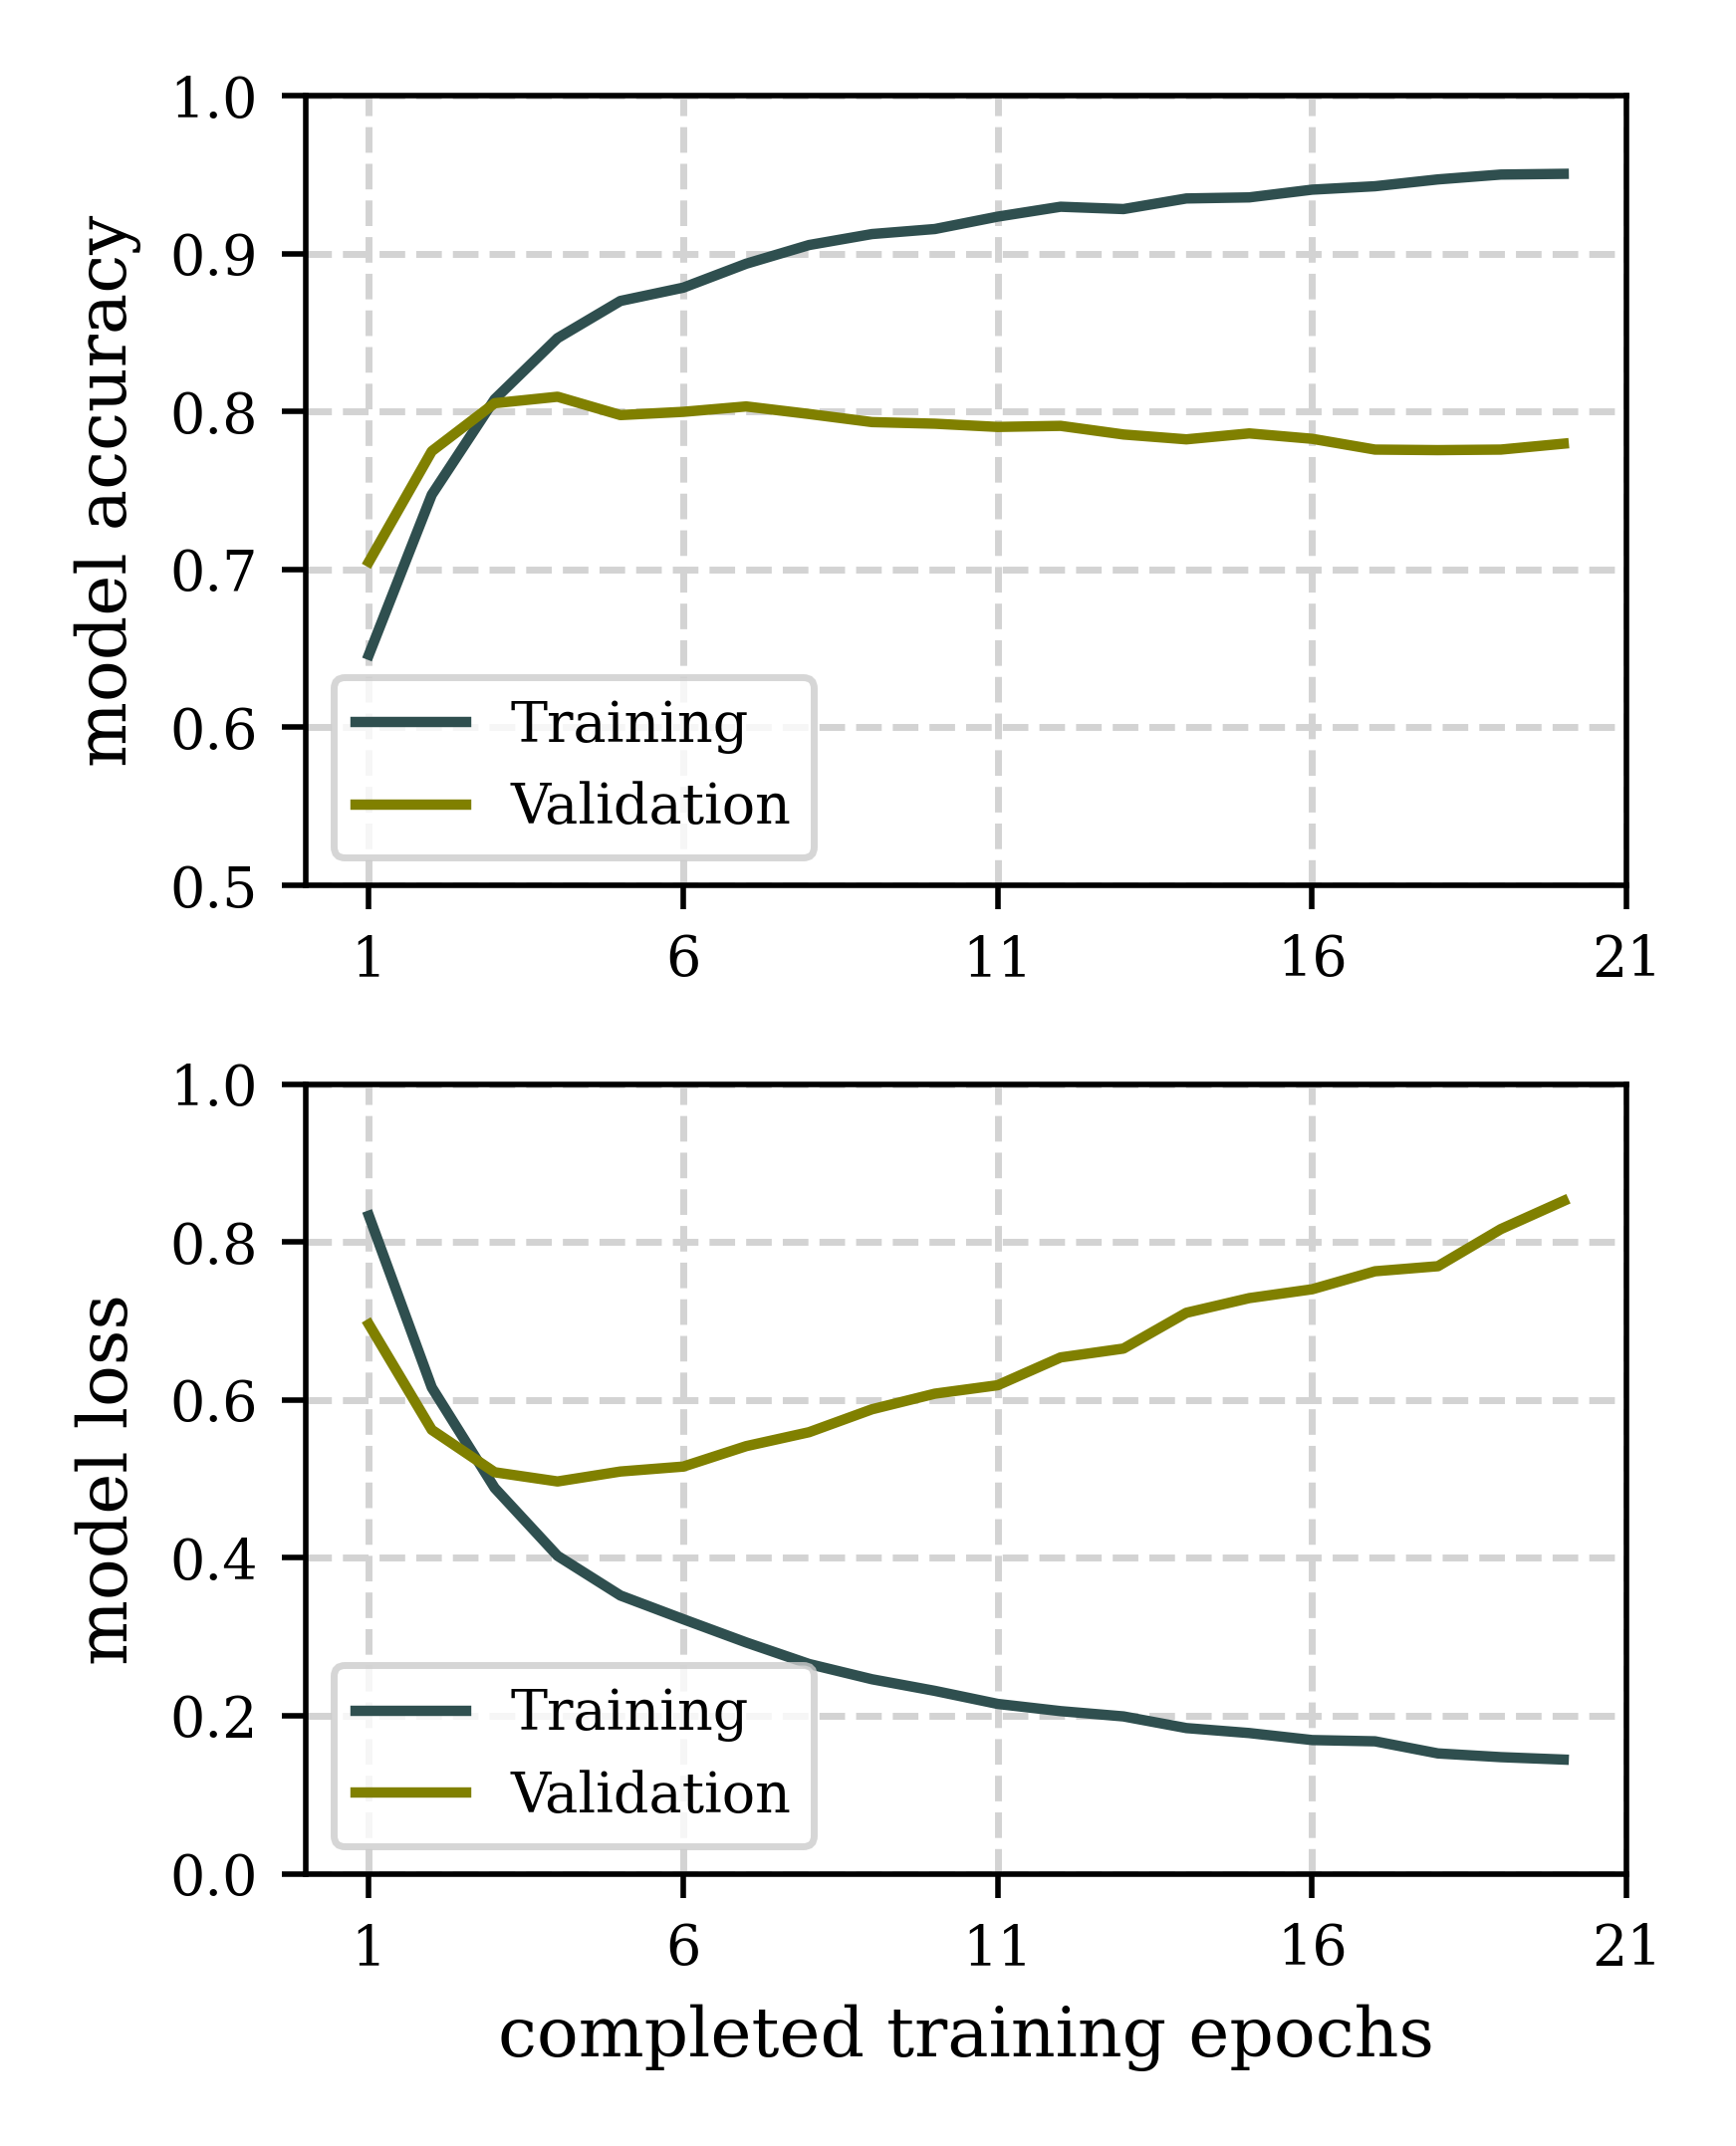 model accuracy
1.0
0.9
0.8
0.7
0.6
0.5
Training
Validation
1 6 11 16 21
model loss
1.0
0.8
0.6
0.4
0.2
0.0
Training
Validation
1 6 11 16 21
completed training epochs